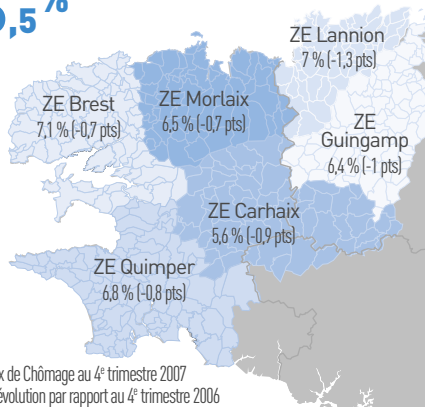 ,5 %
ZE Lannion
7 % (-1,3 pts)
ZE Brest
7,1 % (-0,7 pts)
ZE Morlaix
6,5 % (-0,7 pts)
ZE
Guingamp
6,4 % (-1 pts)
ZE Carhaix
5,6 % (-0,9 pts)
ZE Quimper
6,8 % (-0,8 pts)
x de Chômage au 4e trimestre 2007
évolution par rapport au 4e trimestre 2006